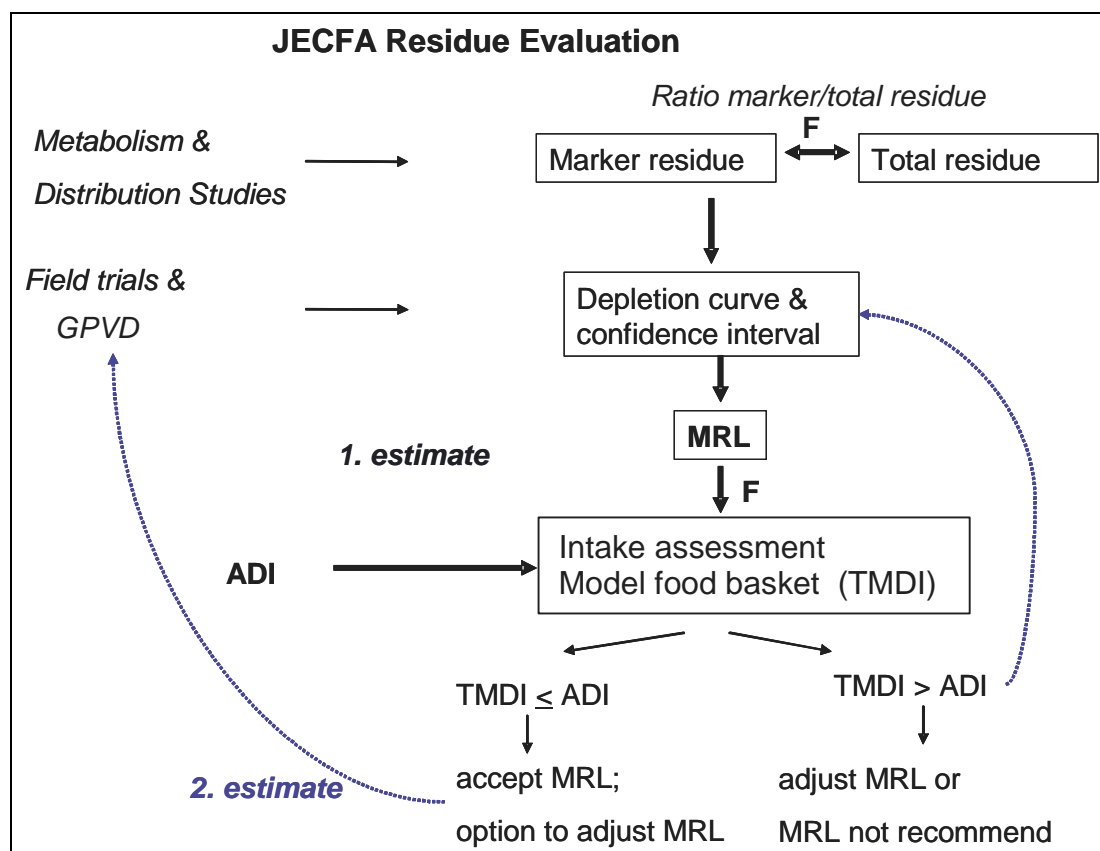 JECFA Residue Evaluation
Ratio marker/total residue
F
Metabolism &
Distribution Studies
Marker residue
Total residue
Field trials &
GPVD
Depletion curve &
confidence interval
MRL
1. estimate
F
ADI
Intake assessment
Model food basket (TMDI)
TMDI ≤ ADI
TMDI > ADI
2. estimate
accept MRL;
option to adjust MRL
adjust MRL or
MRL not recommend